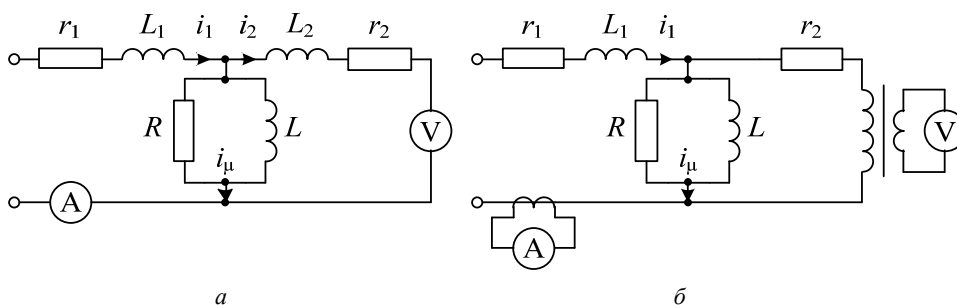 r1 L1 i1 i2 L2 r2
R L V
iμ
A
а
r1 L1 i1 r2
R L V
iμ
A
б